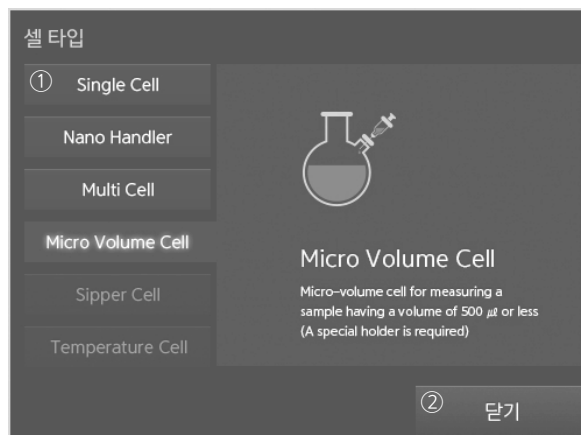 셀 타입
① Single Cell
Nano Handler
Multi Cell
Micro Volume Cell
Sipper Cell
Temperature Cell
Micro Volume Cell
Micro-volume cell for measuring a
sample having a volume of 500 ㎕ or less
(A special holder is required)
② 닫기